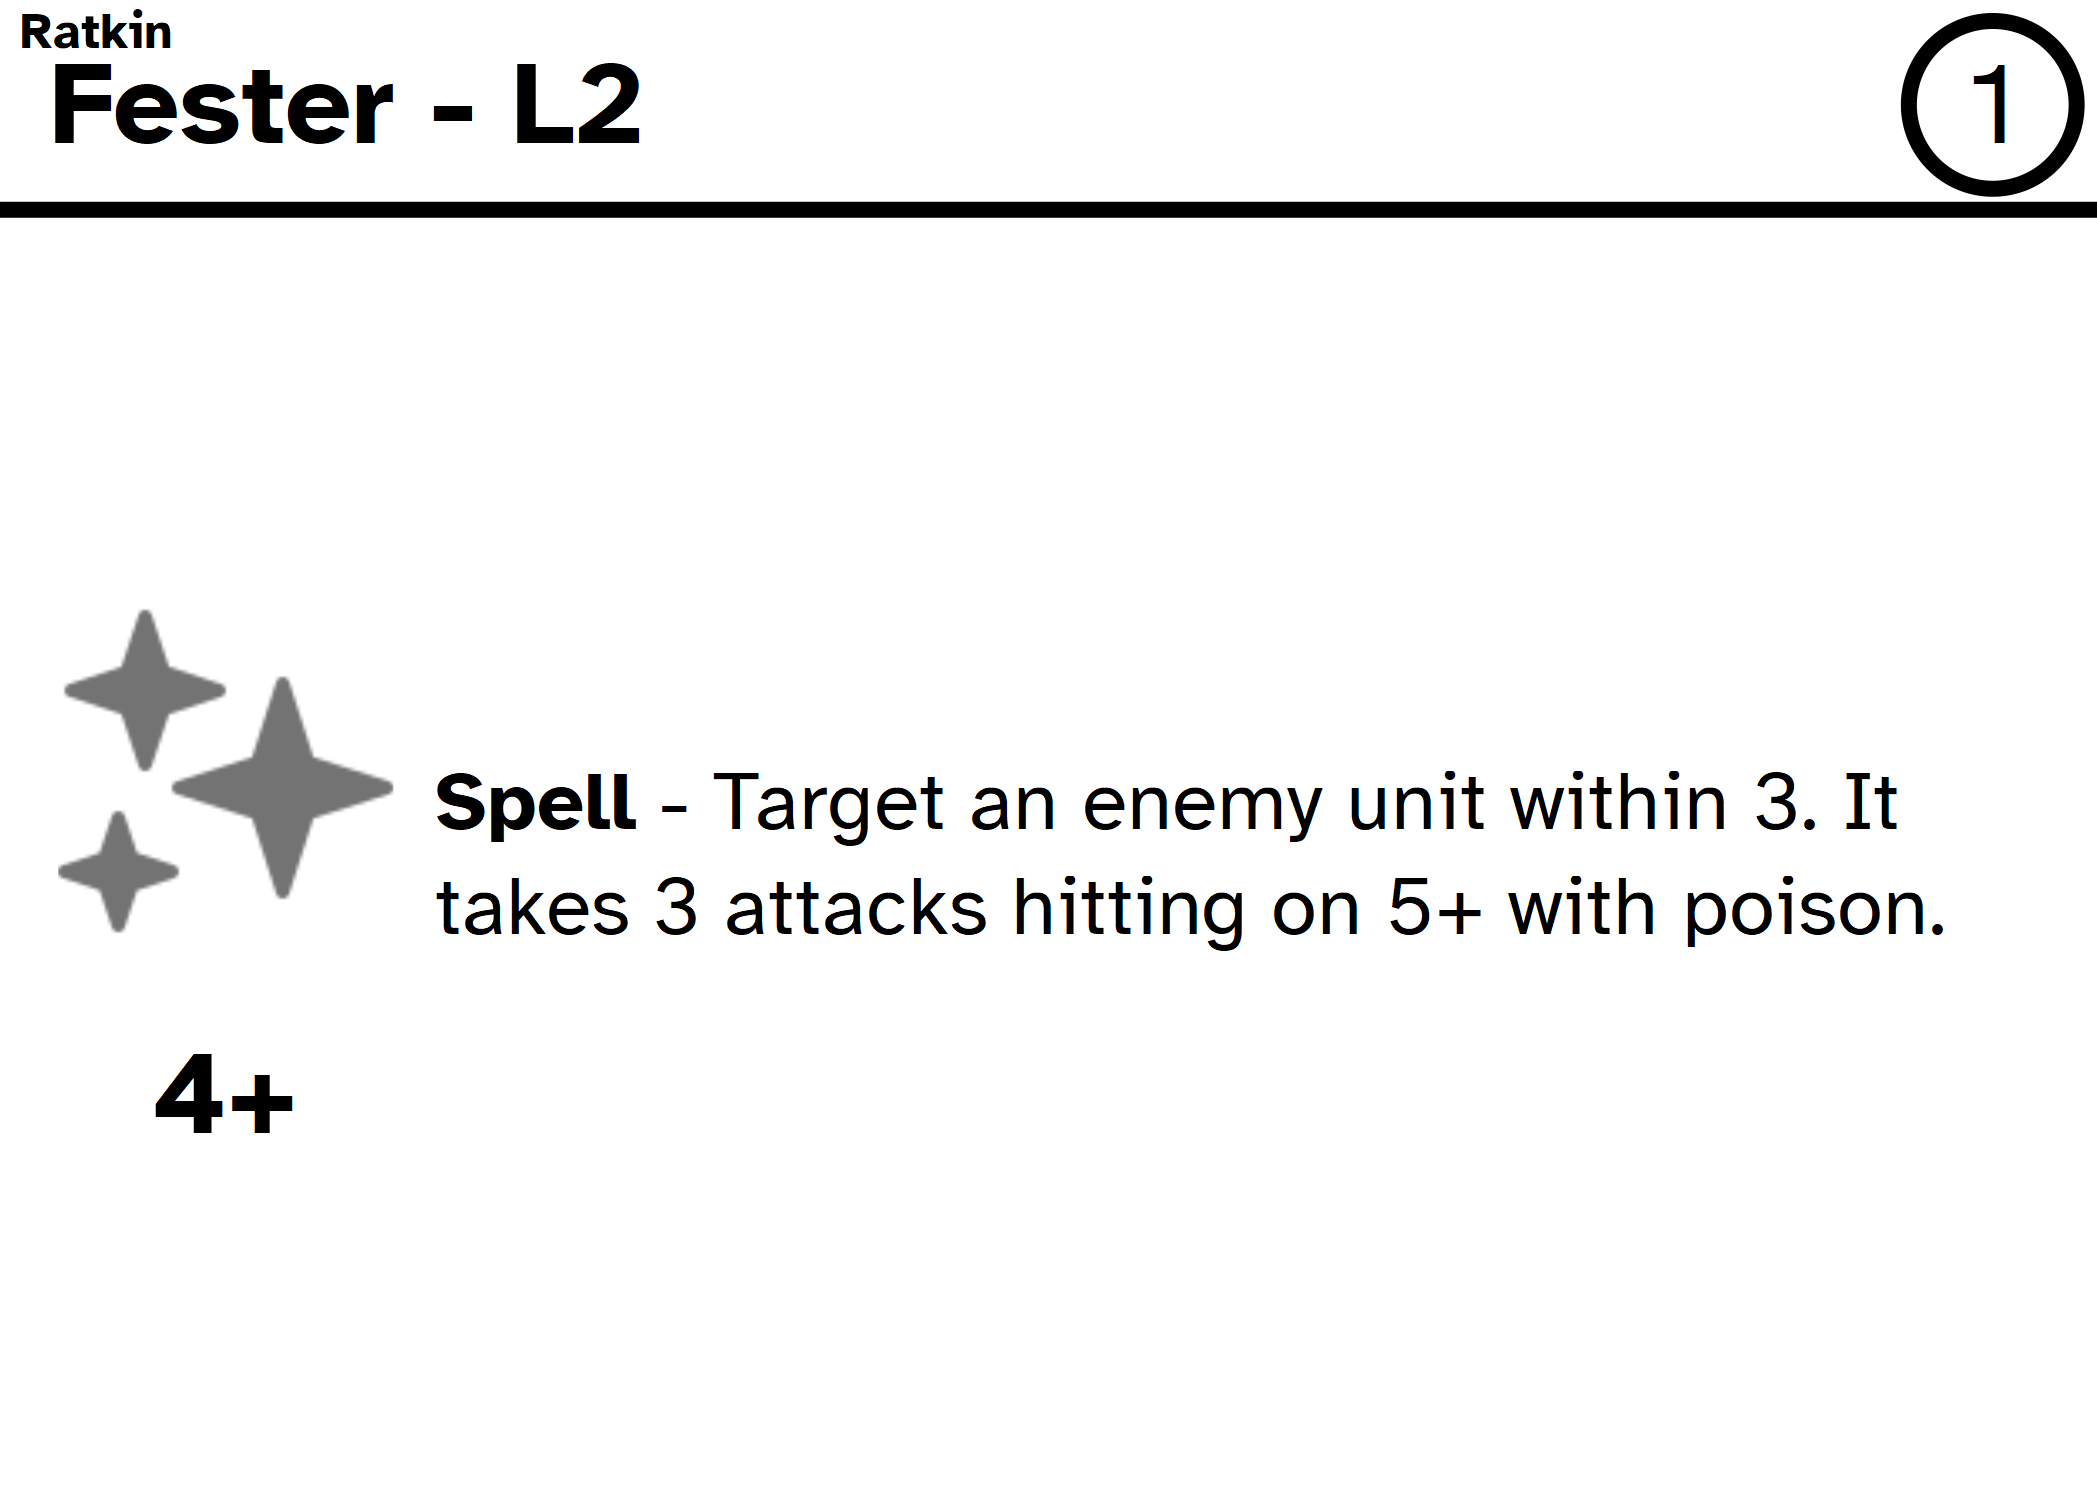 Ratkin
Fester - L2
1
Spell - Target an enemy unit within 3. It
takes 3 attacks hitting on 5+ with poison.
4+